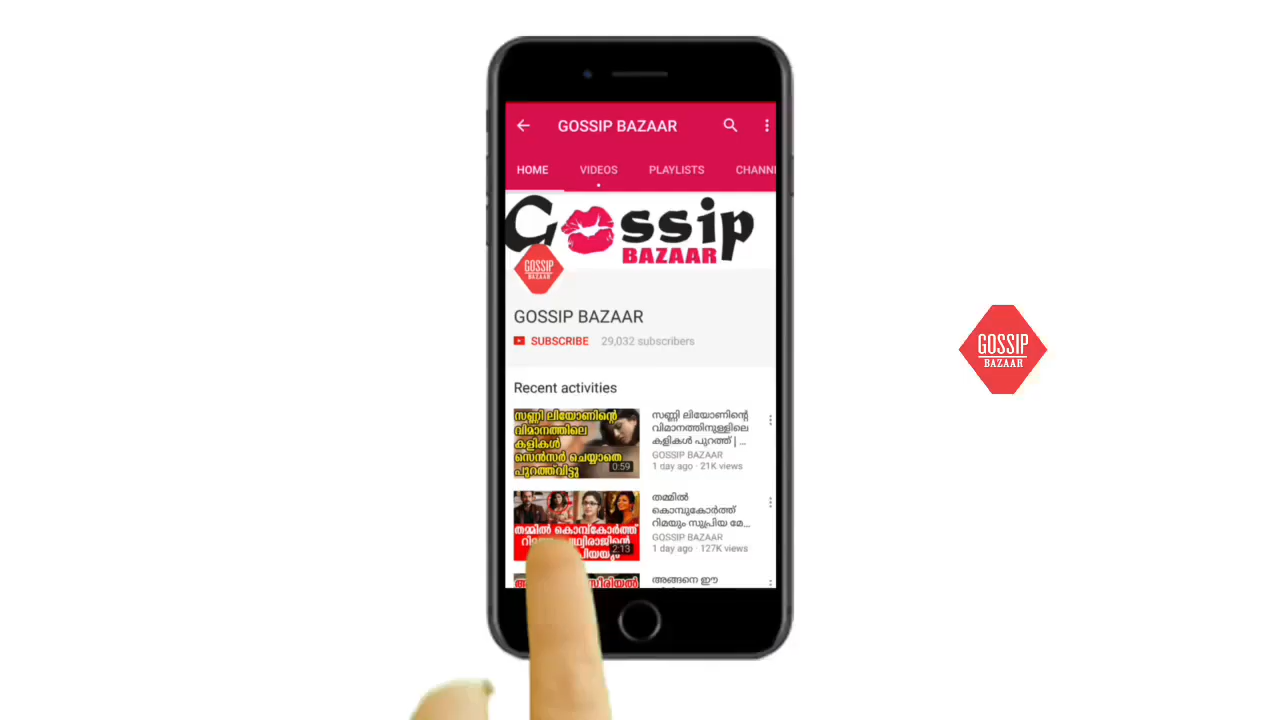 GOSSIP BAZAAR
HOME VIDEOS PLAYLISTS CHANN
Gossip
BAZAAR
GOSSIP
BAZAAR
GOSSIP BAZAAR
SUBSCRIBE 29,032 subscribers
Recent activities
സണ്ണി ലിയോണിന്റെ
വിമാനത്തിലെ
കളികൾ
സെൻസർ ചെയ്യാതെ
പുറത്ത്‌വിട്ടു
0:59
സണ്ണി ലിയോണിന്റെ
വിമാനത്തിനുള്ളിലെ
കളികൾ പുറത്ത് | ...
GOSSIP BAZAAR
1 day ago · 21K views
തമ്മിൽ കൊമ്പ്കോർത്ത്
2:13
തമ്മിൽ
കൊമ്പുകോർത്ത്
റിമയും സുപ്രിയ മേ...
GOSSIP BAZAAR
1 day ago · 127K views
അങ്ങനെ ഈ
GOSSIP
BAZAAR